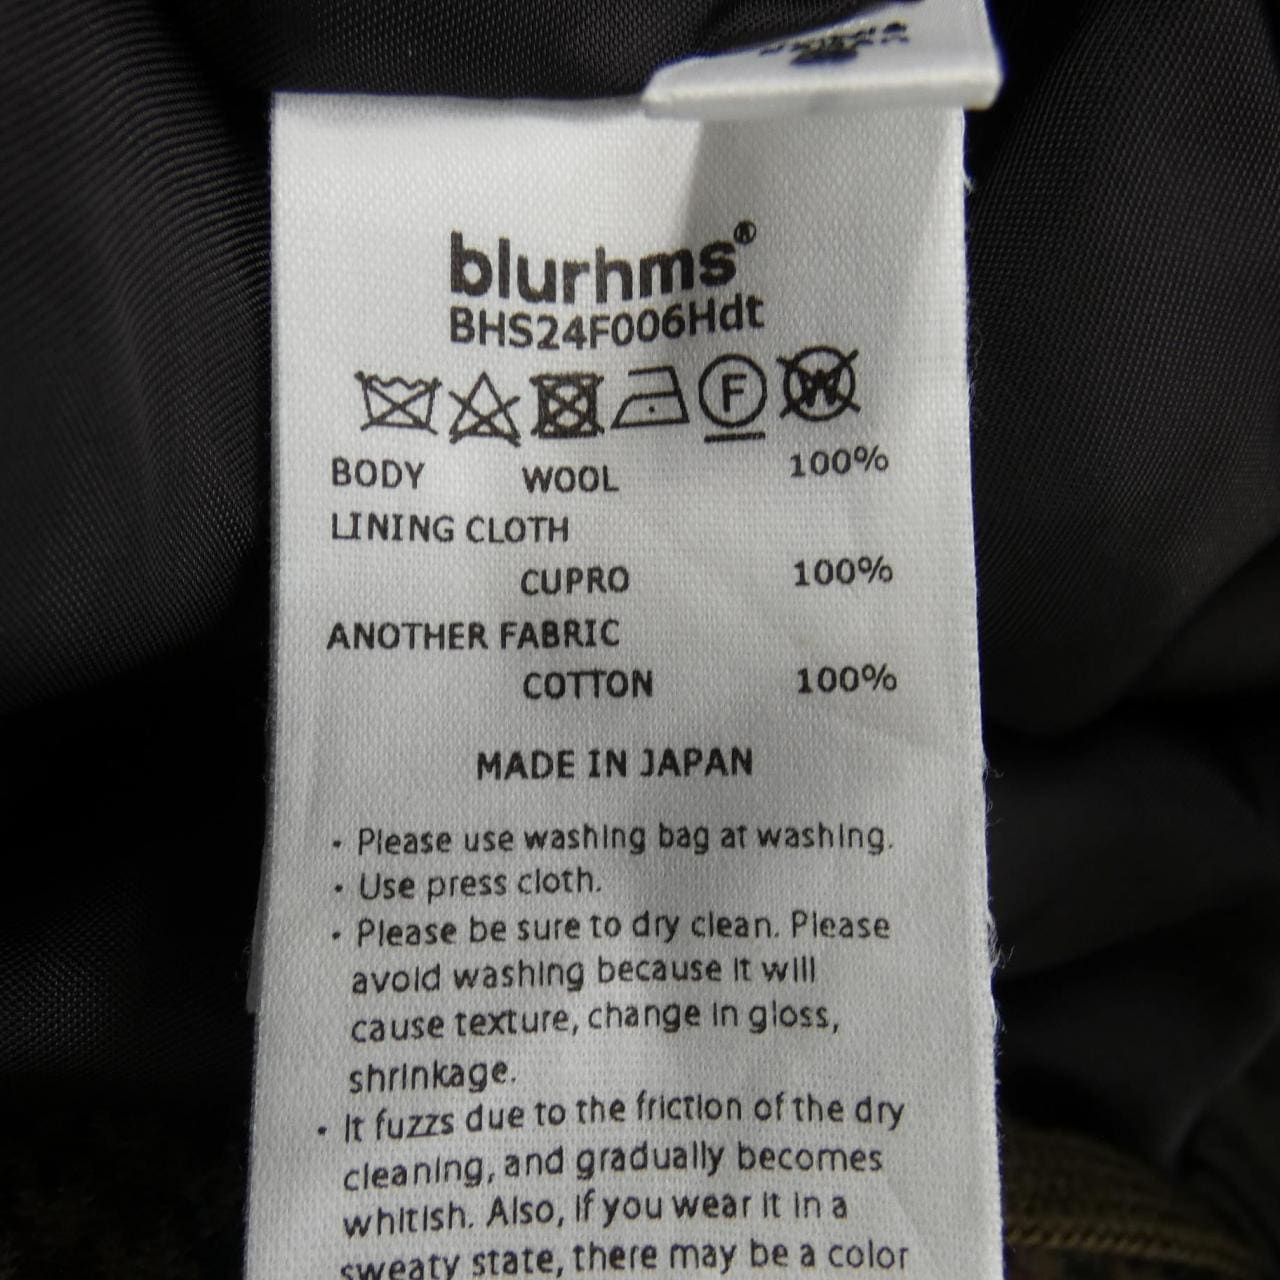 blurhms®
BHS24F006Hdt
F W
BODY WOOL 100%
LINING CLOTH
CUPRO 100%
ANOTHER FABRIC
COTTON 100%
MADE IN JAPAN
・Please use washing bag at washing.
・Use press cloth.
・Please be sure to dry clean. Please
avoid washing because it will
cause texture, change in gloss,
shrinkage.
・It fuzzs due to the friction of the dry
cleaning, and gradually becomes
whitish. Also, if you wear it in a
sweaty state, there may be a color